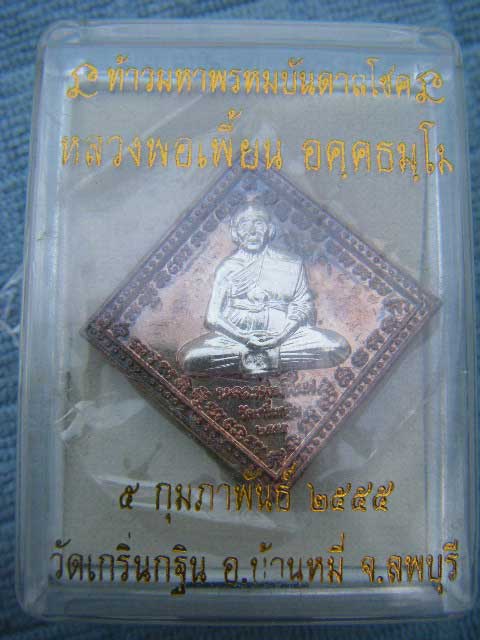 ท้าวมหาพรหมบันดาลโชค
หลวงพ่อเพี้ยน อคฺคธมฺโม
๕ กุมภาพันธ์ ๒๕๕๕
วัดเกริ่นกฐิน อ.บ้านหมี่ จ.ลพบุรี